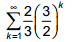 ∞
∑ 2/3 (3/2)^k
k=1